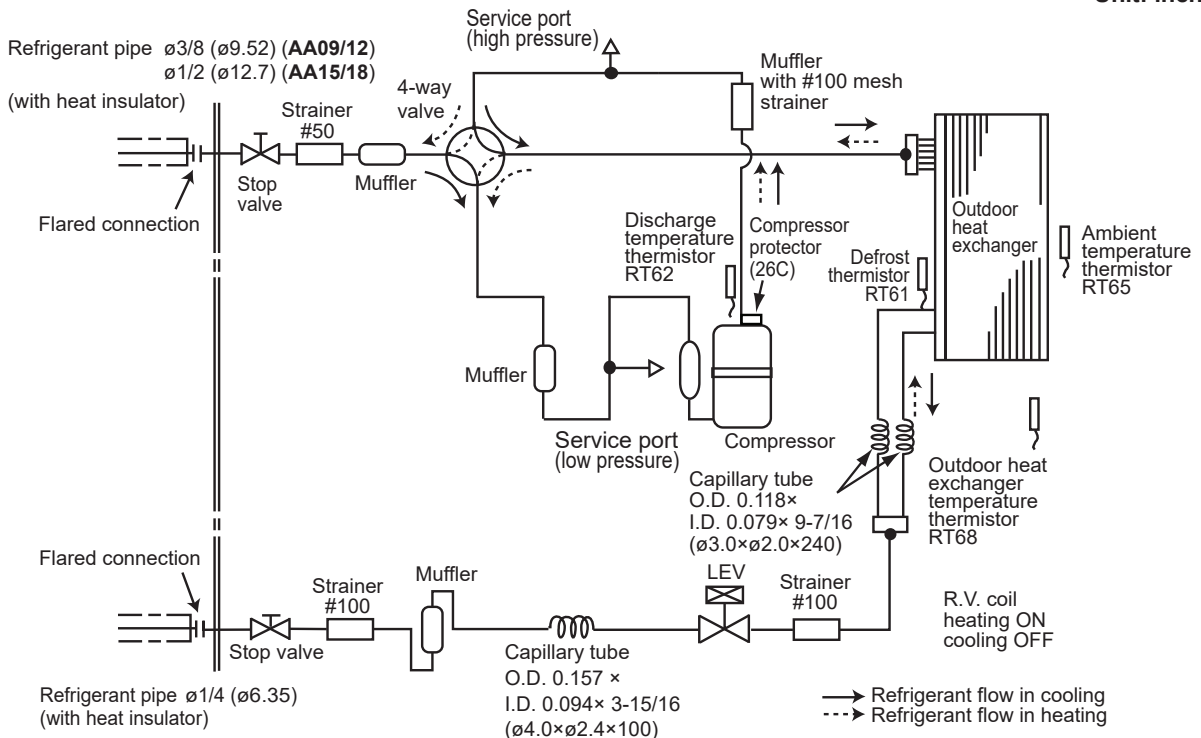 Service port
(high pressure)
Refrigerant pipe ø3/8 (ø9.52) (AA09/12)
ø1/2 (ø12.7) (AA15/18)
(with heat insulator)
4-way
valve
Muffler
with #100 mesh
strainer
Strainer
#50
Stop
valve
Muffler
Flared connection
Discharge
temperature
thermistor
RT62
Compressor
protector
(26C)
Outdoor
heat
exchanger
Defrost
thermistor
RT61
Ambient
temperature
thermistor
RT65
Muffler
Service port
(low pressure)
Compressor
Capillary tube
O.D. 0.118×
I.D. 0.079× 9-7/16
(ø3.0×ø2.0×240)
Outdoor heat
exchanger
temperature
thermistor
RT68
Flared connection
Strainer
#100
Muffler
LEV
Strainer
#100
R.V. coil
heating ON
cooling OFF
Stop valve
Capillary tube
O.D. 0.157 ×
I.D. 0.094× 3-15/16
(ø4.0×ø2.4×100)
Refrigerant pipe ø1/4 (ø6.35)
(with heat insulator)
Refrigerant flow in cooling
Refrigerant flow in heating